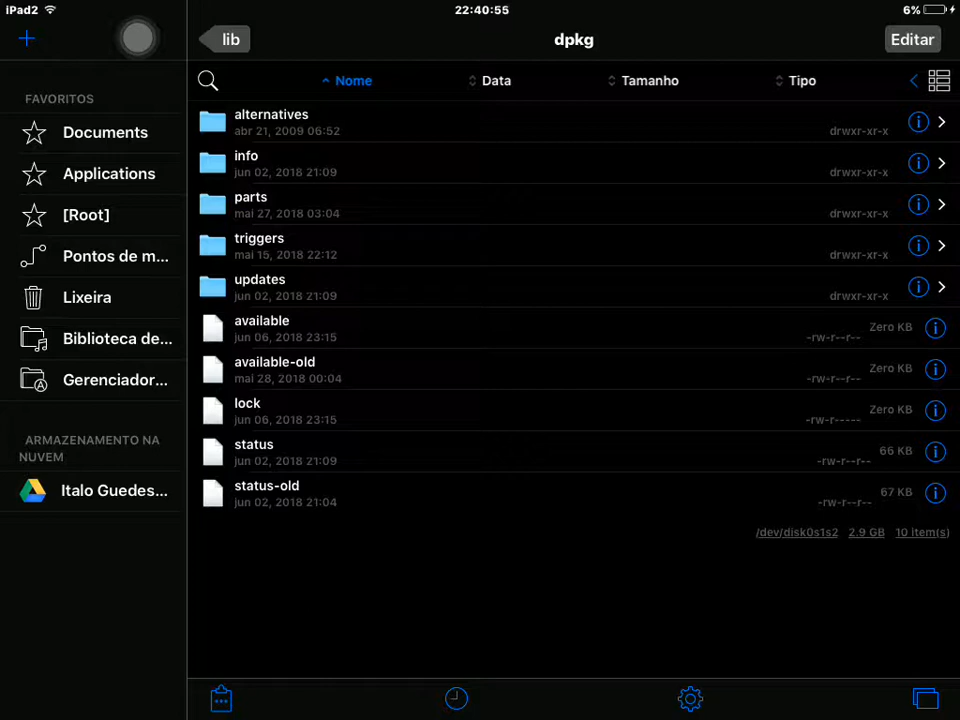 iPad2
22:40:55
6%
lib
dpkg
Editar
Nome
Data
Tamanho
Tipo
FAVORITOS
Documents
Applications
[Root]
Pontos de m...
Lixeira
Biblioteca de...
Gerenciador...
ARMAZENAMENTO NA
NUVEM
Italo Guedes...
alternatives
abr 21, 2009 06:52
drwxr-xr-x
info
jun 02, 2018 21:09
drwxr-xr-x
parts
mai 27, 2018 03:04
drwxr-xr-x
triggers
mai 15, 2018 22:12
drwxr-xr-x
updates
jun 02, 2018 21:09
drwxr-xr-x
available
jun 06, 2018 23:15
Zero KB
-rw-r--r--
available-old
mai 28, 2018 00:04
Zero KB
-rw-r--r--
lock
jun 06, 2018 23:15
Zero KB
-rw-r-----
status
jun 02, 2018 21:09
66 KB
-rw-r--r--
status-old
jun 02, 2018 21:04
67 KB
-rw-r--r--
/dev/disk0s1s2 2.9 GB 10 item(s)